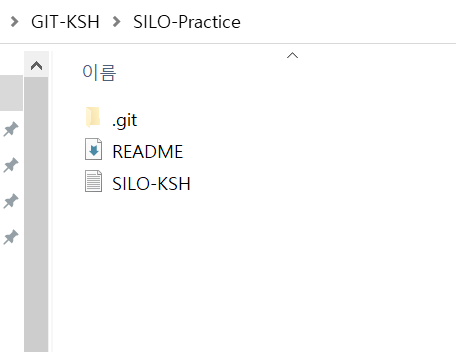 GIT-KSH > SILO-Practice
이름
.git
README
SILO-KSH